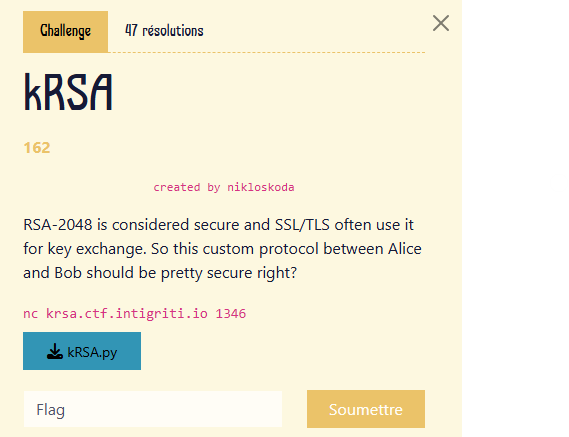 Challenge 47 résolutions
kRSA
162
created by nikloskoda
RSA-2048 is considered secure and SSL/TLS often use it
for key exchange. So this custom protocol between Alice
and Bob should be pretty secure right?
nc krsa.ctf.intigriti.io 1346
kRSA.py
Flag Soumettre